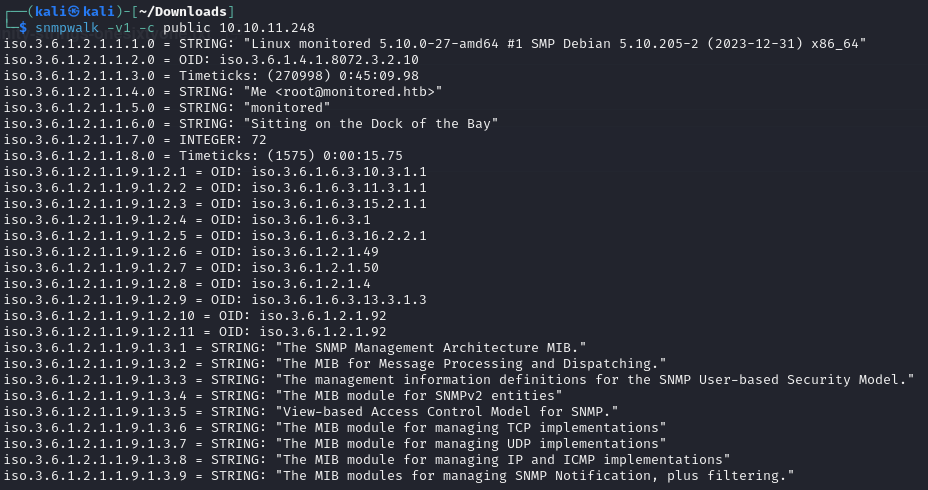 ┌──(kali㉿kali)-[~/Downloads]
└─$ snmpwalk -v1 -c public 10.10.11.248
iso.3.6.1.2.1.1.1.0 = STRING: "Linux monitored 5.10.0-27-amd64 #1 SMP Debian 5.10.205-2 (2023-12-31) x86_64"
iso.3.6.1.2.1.1.2.0 = OID: iso.3.6.1.4.1.8072.3.2.10
iso.3.6.1.2.1.1.3.0 = Timeticks: (270998) 0:45:09.98
iso.3.6.1.2.1.1.4.0 = STRING: "Me <root@monitored.htb>"
iso.3.6.1.2.1.1.5.0 = STRING: "monitored"
iso.3.6.1.2.1.1.6.0 = STRING: "Sitting on the Dock of the Bay"
iso.3.6.1.2.1.1.7.0 = INTEGER: 72
iso.3.6.1.2.1.1.8.0 = Timeticks: (1575) 0:00:15.75
iso.3.6.1.2.1.1.9.1.2.1 = OID: iso.3.6.1.6.3.10.3.1.1
iso.3.6.1.2.1.1.9.1.2.2 = OID: iso.3.6.1.6.3.11.3.1.1
iso.3.6.1.2.1.1.9.1.2.3 = OID: iso.3.6.1.6.3.15.2.1.1
iso.3.6.1.2.1.1.9.1.2.4 = OID: iso.3.6.1.6.3.1
iso.3.6.1.2.1.1.9.1.2.5 = OID: iso.3.6.1.6.3.16.2.2.1
iso.3.6.1.2.1.1.9.1.2.6 = OID: iso.3.6.1.2.1.49
iso.3.6.1.2.1.1.9.1.2.7 = OID: iso.3.6.1.2.1.50
iso.3.6.1.2.1.1.9.1.2.8 = OID: iso.3.6.1.2.1.4
iso.3.6.1.2.1.1.9.1.2.9 = OID: iso.3.6.1.6.3.13.3.1.3
iso.3.6.1.2.1.1.9.1.2.10 = OID: iso.3.6.1.2.1.92
iso.3.6.1.2.1.1.9.1.2.11 = OID: iso.3.6.1.2.1.92
iso.3.6.1.2.1.1.9.1.3.1 = STRING: "The SNMP Management Architecture MIB."
iso.3.6.1.2.1.1.9.1.3.2 = STRING: "The MIB for Message Processing and Dispatching."
iso.3.6.1.2.1.1.9.1.3.3 = STRING: "The management information definitions for the SNMP User-based Security Model."
iso.3.6.1.2.1.1.9.1.3.4 = STRING: "The MIB module for SNMPv2 entities"
iso.3.6.1.2.1.1.9.1.3.5 = STRING: "View-based Access Control Model for SNMP."
iso.3.6.1.2.1.1.9.1.3.6 = STRING: "The MIB module for managing TCP implementations"
iso.3.6.1.2.1.1.9.1.3.7 = STRING: "The MIB module for managing UDP implementations"
iso.3.6.1.2.1.1.9.1.3.8 = STRING: "The MIB module for managing IP and ICMP implementations"
iso.3.6.1.2.1.1.9.1.3.9 = STRING: "The MIB modules for managing SNMP Notification, plus filtering."